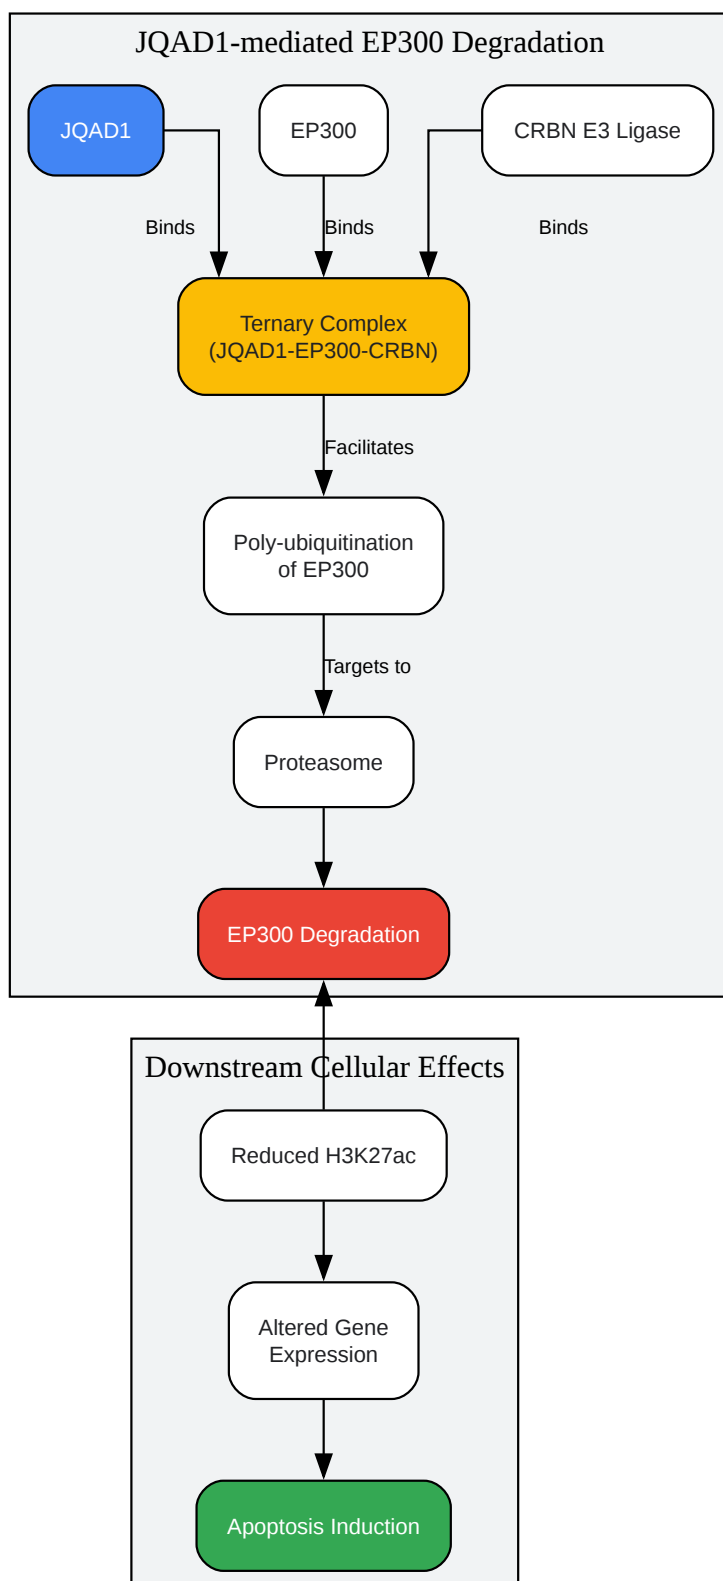 JQAD1-mediated EP300 Degradation
JQAD1
EP300
CRBN E3 Ligase
Binds
Binds
Binds
Ternary Complex
(JQAD1-EP300-CRBN)
Facilitates
Poly-ubiquitination
of EP300
Targets to
Proteasome
EP300 Degradation
Downstream Cellular Effects
Reduced H3K27ac
Altered Gene
Expression
Apoptosis Induction